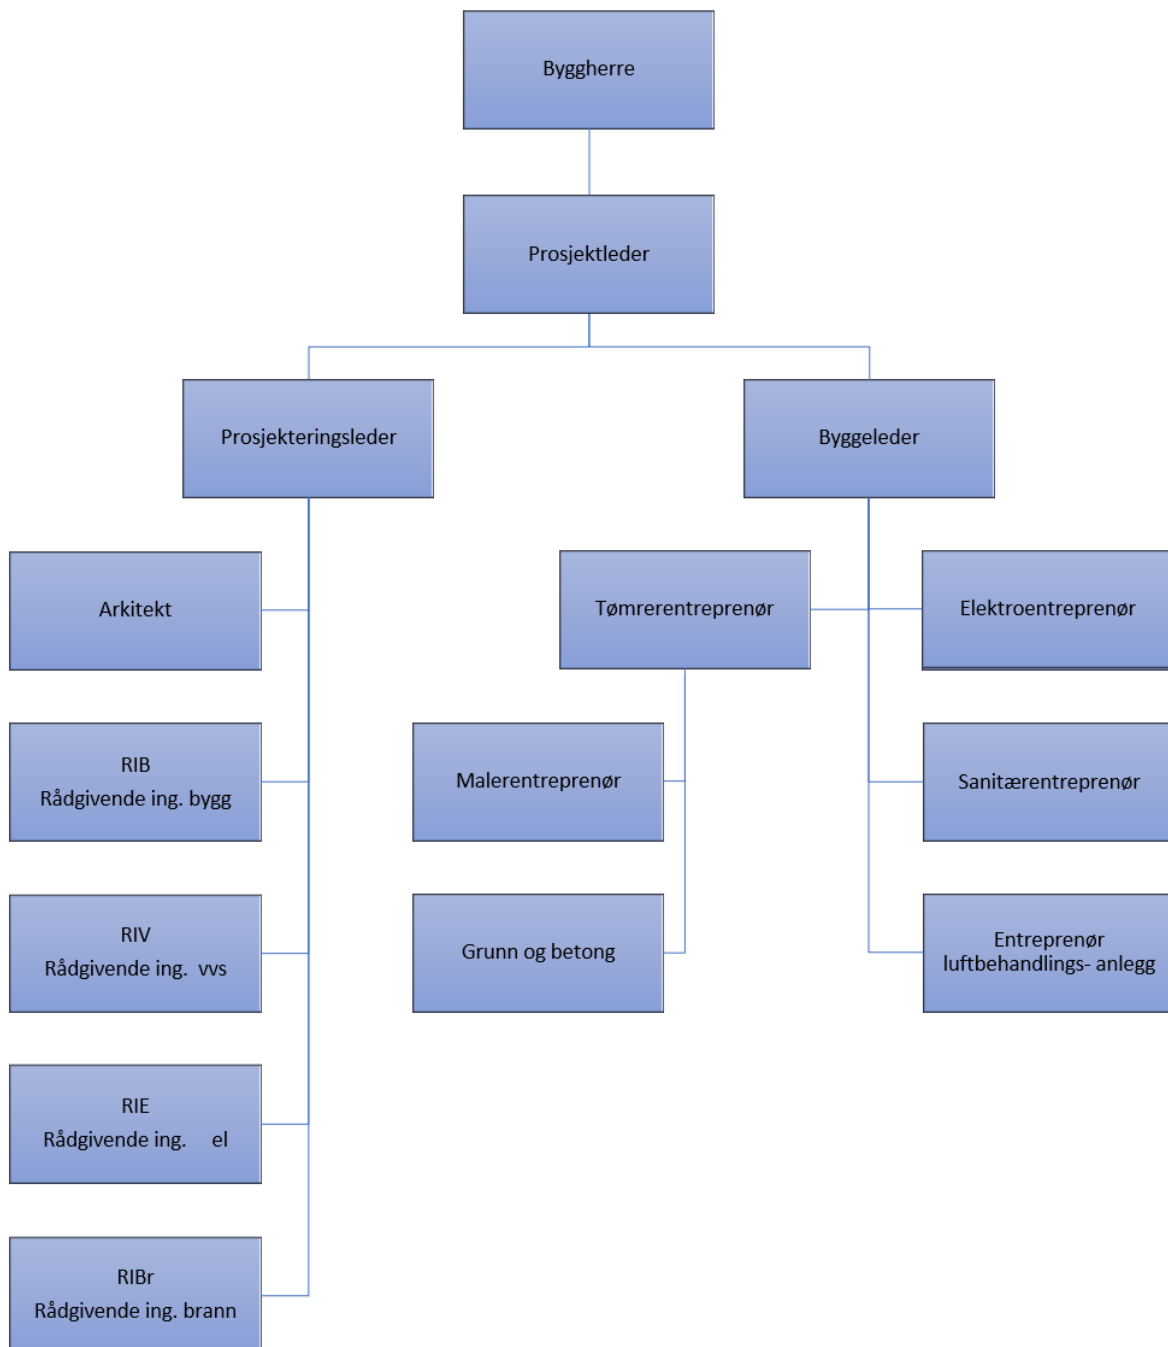 Byggherre
Prosjektleder
Prosjekteringsleder
Byggeleder
Arkitekt
Tømrerentreprenør
Elektroentreprenør
RIB
Rådgivende ing. bygg
Malerentreprenør
Sanitærentreprenør
RIV
Rådgivende ing. vvs
Grunn og betong
Entreprenør
luftbehandlings- anlegg
RIE
Rådgivende ing. el
RIBr
Rådgivende ing. brann